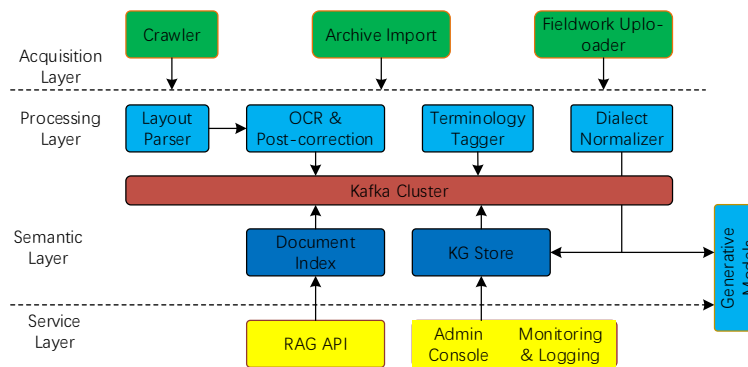 Crawler
Archive Import
Fieldwork Uplo-
oader
Acquisition
Layer
Processing
Layer
Layout
Parser
OCR &
Post-correction
Terminology
Tagger
Dialect
Normalizer
Kafka Cluster
Semantic
Layer
Document
Index
KG Store
Generative
Models
Service
Layer
RAG API
Admin
Console
Monitoring
& Logging